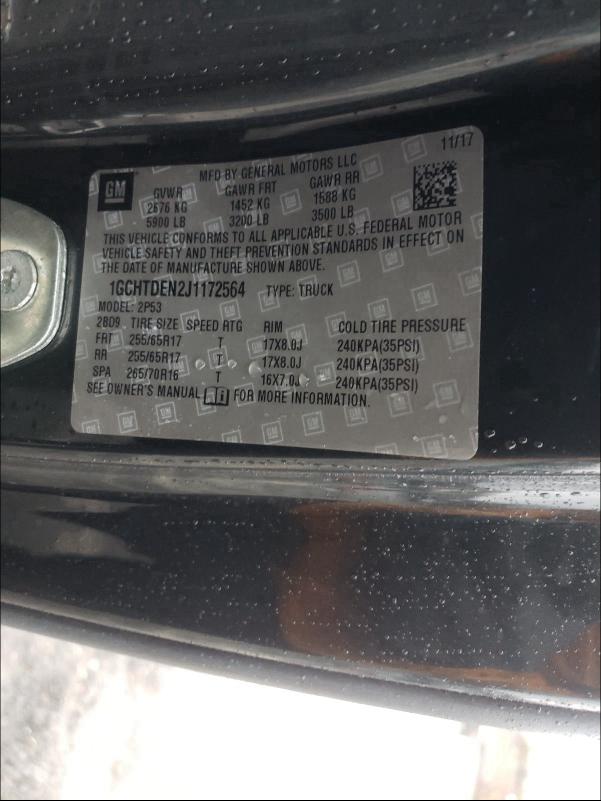 11/17
MFD BY GENERAL MOTORS LLC
GM
GVWR GAWR FRT GAWR RR
2676 KG 1452 KG 1588 KG
5900 LB 3200 LB 3500 LB
THIS VEHICLE CONFORMS TO ALL APPLICABLE U.S. FEDERAL MOTOR
VEHICLE SAFETY AND THEFT PREVENTION STANDARDS IN EFFECT ON
THE DATE OF MANUFACTURE SHOWN ABOVE.
1GCHTDEN2J1172564 TYPE: TRUCK
MODEL: 2P53
28D9 TIRE SIZE SPEED RTG RIM COLD TIRE PRESSURE
FRT 255/65R17 T 17X8.0J 240KPA(35PSI)
RR 255/65R17 T 17X8.0J 240KPA(35PSI)
SPA 265/70R16 T 16X7.0J 240KPA(35PSI)
SEE OWNER'S MANUAL i FOR MORE INFORMATION.